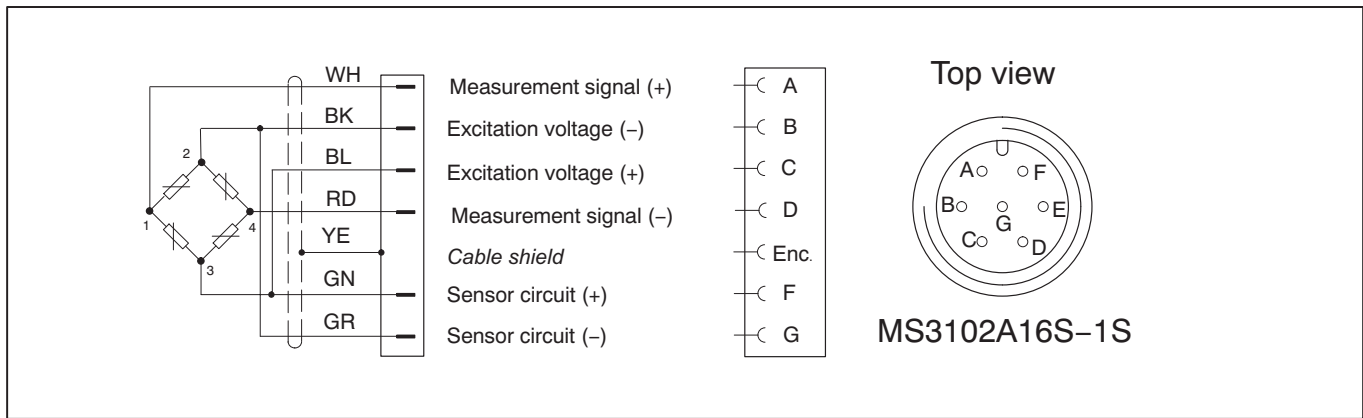 WH Measurement signal (+) A
BK Excitation voltage (−) B
BL Excitation voltage (+) C
RD Measurement signal (−) D
YE Cable shield Enc.
GN Sensor circuit (+) F
GR Sensor circuit (−) G
2
1
4
3
Top view
A F
B G E
C D
MS3102A16S−1S